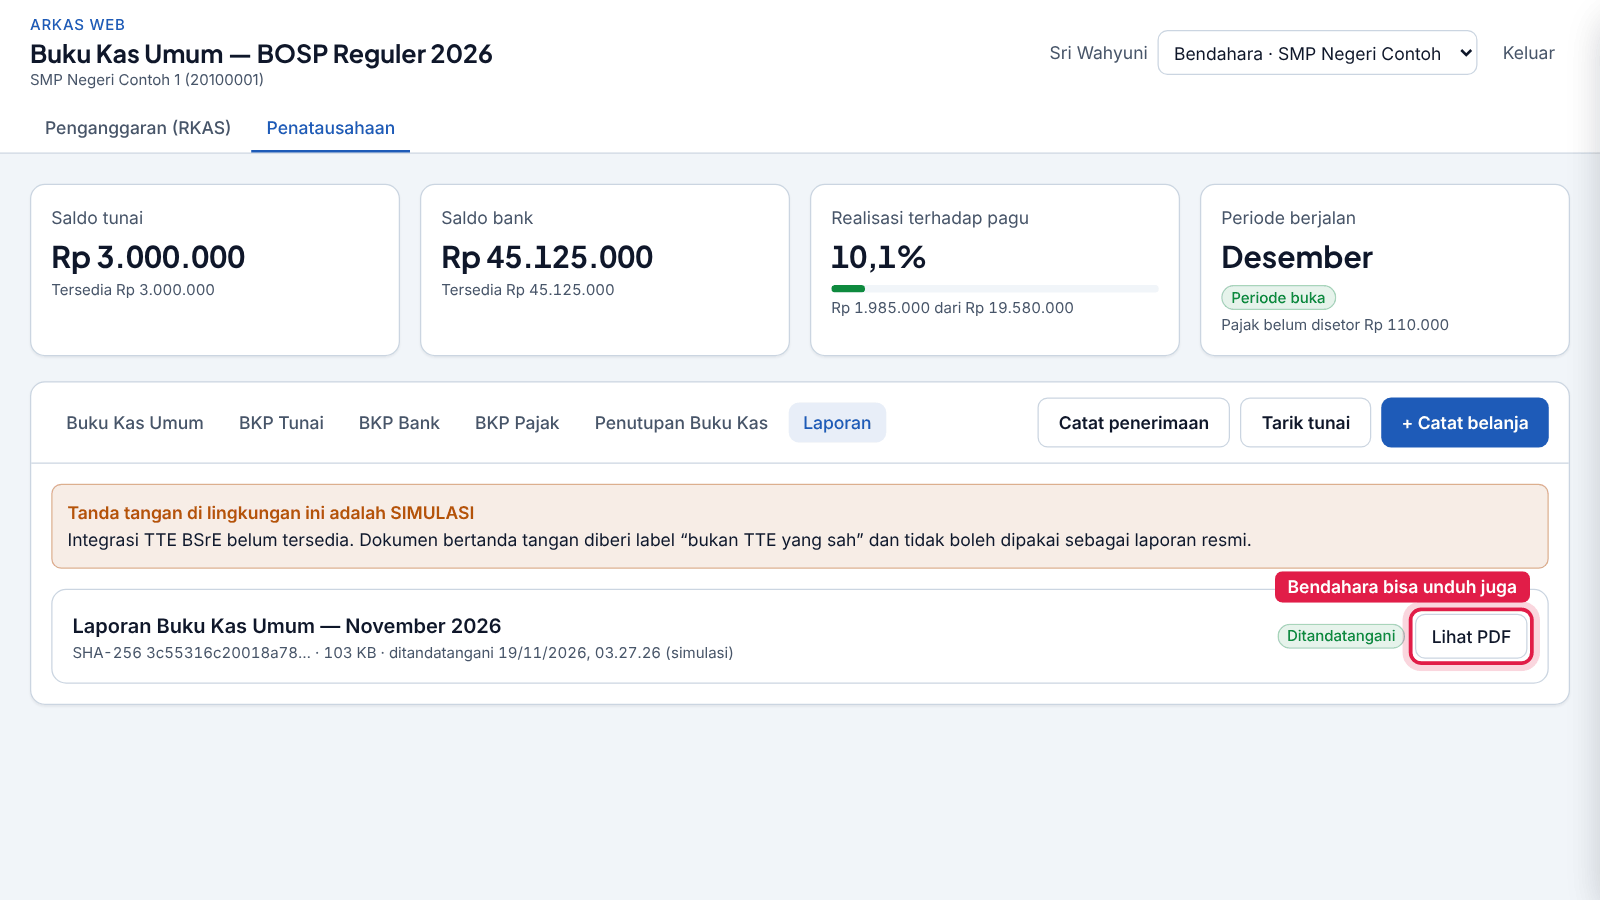 ARKAS WEB
Buku Kas Umum — BOSP Reguler 2026
SMP Negeri Contoh 1 (20100001)
Sri Wahyuni
Bendahara · SMP Negeri Contoh
Keluar
Penganggaran (RKAS)
Penatausahaan
Saldo tunai
Rp 3.000.000
Tersedia Rp 3.000.000
Saldo bank
Rp 45.125.000
Tersedia Rp 45.125.000
Realisasi terhadap pagu
10,1%
Rp 1.985.000 dari Rp 19.580.000
Periode berjalan
Desember
Periode buka
Pajak belum disetor Rp 110.000
Buku Kas Umum
BKP Tunai
BKP Bank
BKP Pajak
Penutupan Buku Kas
Laporan
Catat penerimaan
Tarik tunai
+ Catat belanja
Tanda tangan di lingkungan ini adalah SIMULASI
Integrasi TTE BSrE belum tersedia. Dokumen bertanda tangan diberi label “bukan TTE yang sah” dan tidak boleh dipakai sebagai laporan resmi.
Bendahara bisa unduh juga
Laporan Buku Kas Umum — November 2026
SHA-256 3c55316c20018a78… · 103 KB · ditandatangani 19/11/2026, 03.27.26 (simulasi)
Ditandatangani
Lihat PDF